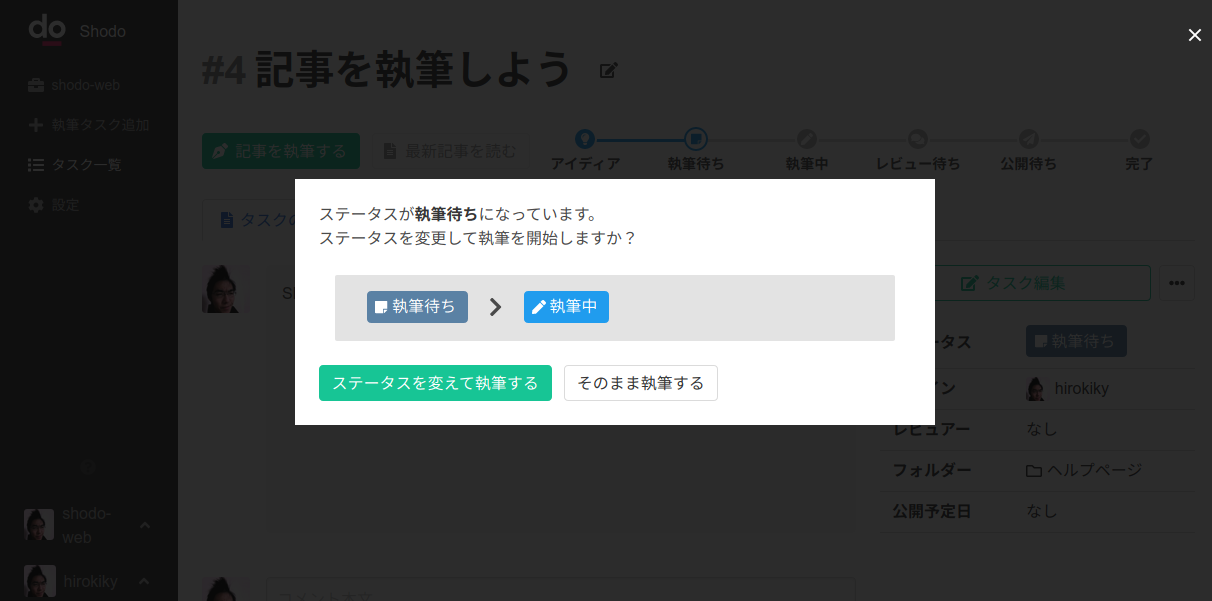 do Shodo
shodo-web
執筆タスク追加
タスク一覧
設定
shodo-
web
hirokiky
#4 記事を執筆しよう
記事を執筆する
最新記事を読む
アイディア
執筆待ち
執筆中
レビュー待ち
公開待ち
完了
タスクの
ステータスが執筆待ちになっています。
ステータスを変更して執筆を開始しますか？
執筆待ち
執筆中
ステータスを変えて執筆する
そのまま執筆する
タスク編集
タス
執筆待ち
イン
hirokiky
レビュアー
なし
フォルダー
ヘルプページ
公開予定日
なし
コメント本文